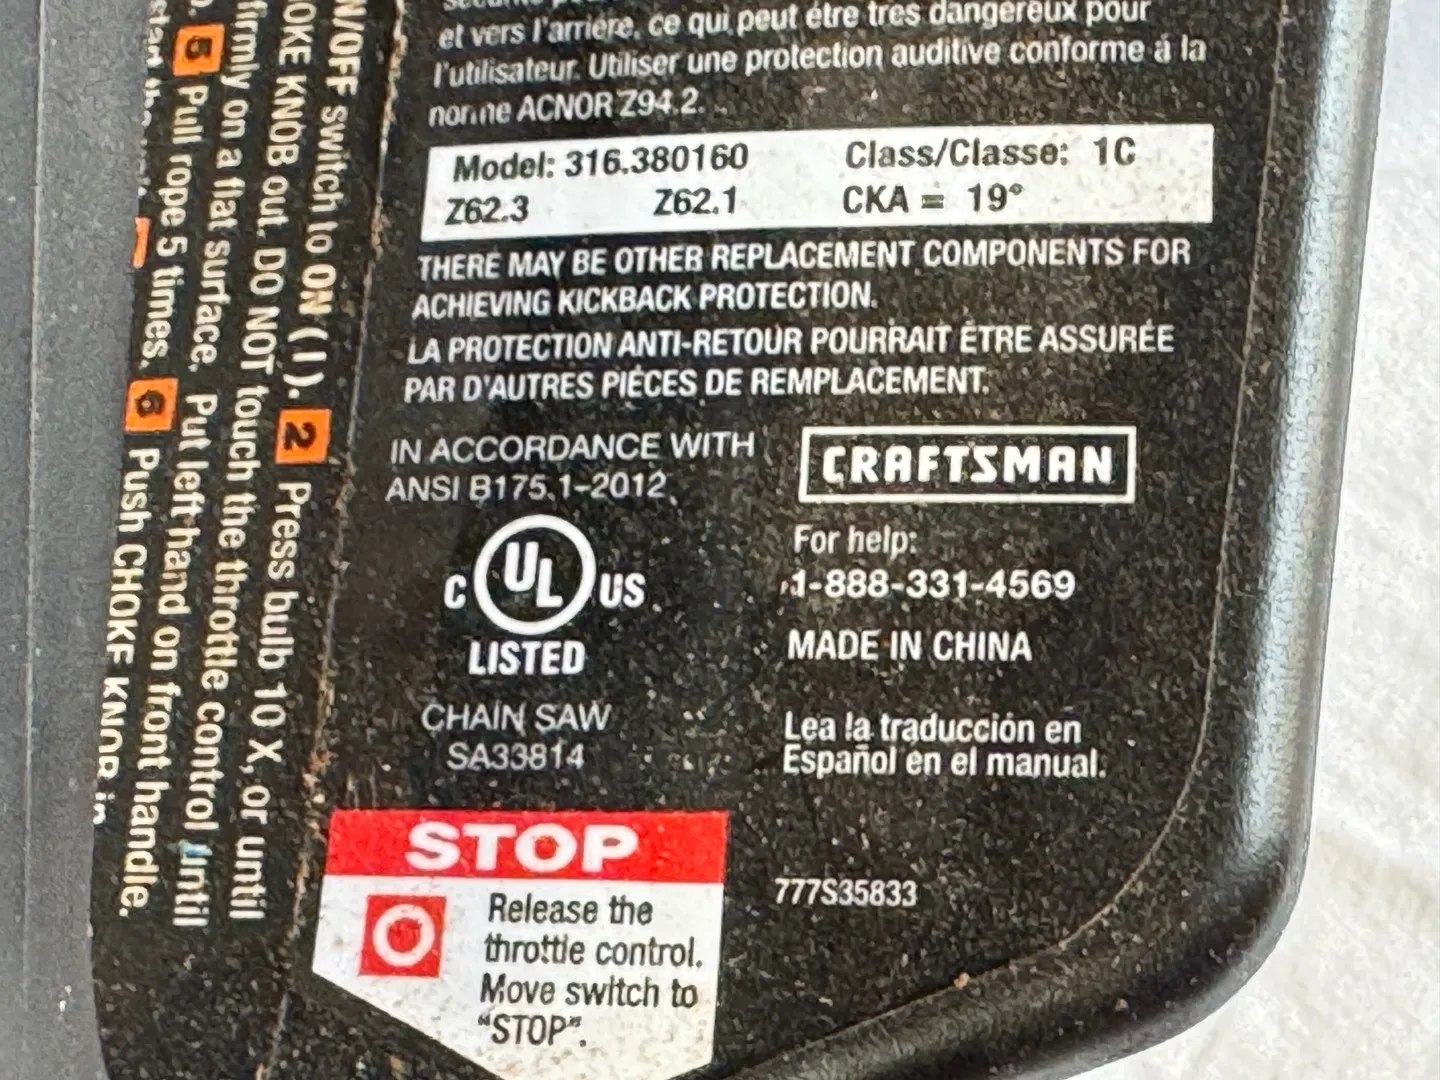 et vers l'arrière, ce qui peut être très dangereux pour
l'utilisateur. Utiliser une protection auditive conforme à la
norme ACNOR Z94.2.
Model: 316.380160 Class/Classe: 1C
Z62.3 Z62.1 CKA = 19°
THERE MAY BE OTHER REPLACEMENT COMPONENTS FOR
ACHIEVING KICKBACK PROTECTION.
LA PROTECTION ANTI-RETOUR POURRAIT ÊTRE ASSURÉE
PAR D'AUTRES PIÈCES DE REMPLACEMENT.
IN ACCORDANCE WITH
ANSI B175.1-2012
C UL US
LISTED
CHAIN SAW
SA33814
CRAFTSMAN
For help:
1-888-331-4569
MADE IN CHINA
Lea la traducción en
Español en el manual.
777S35833
STOP
Release the
throttle control.
Move switch to
"STOP".
N/OFF switch to ON ( I ). 2 Press bulb 10 X, or until
OKE KNOB out. DO NOT touch the throttle control until
firmly on a flat surface. Put left hand on front handle.
5 Pull rope 5 times. 6 Push CHOKE KNOB in